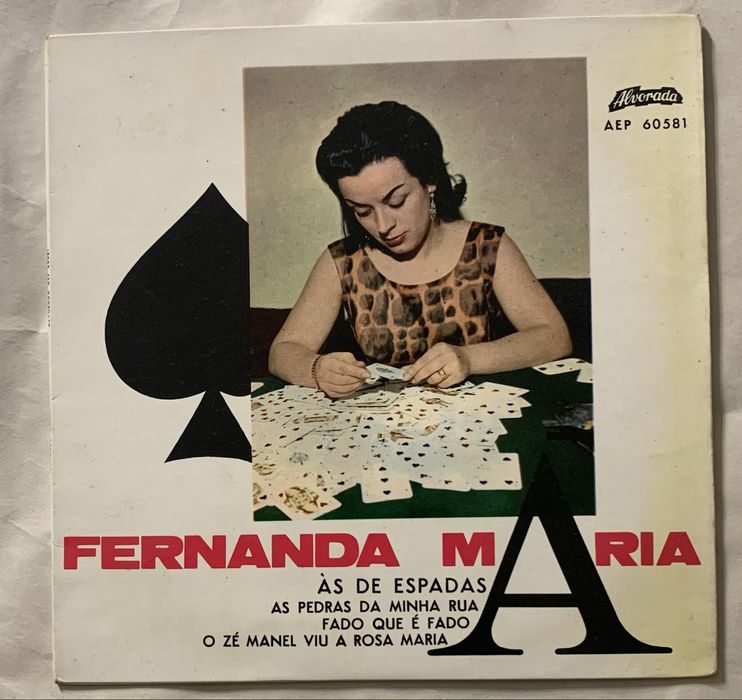 Alvorada
AEP 60581
FERNANDA MARIA
ÀS DE ESPADAS
AS PEDRAS DA MINHA RUA
FADO QUE É FADO
O ZÉ MANEL VIU A ROSA MARIA